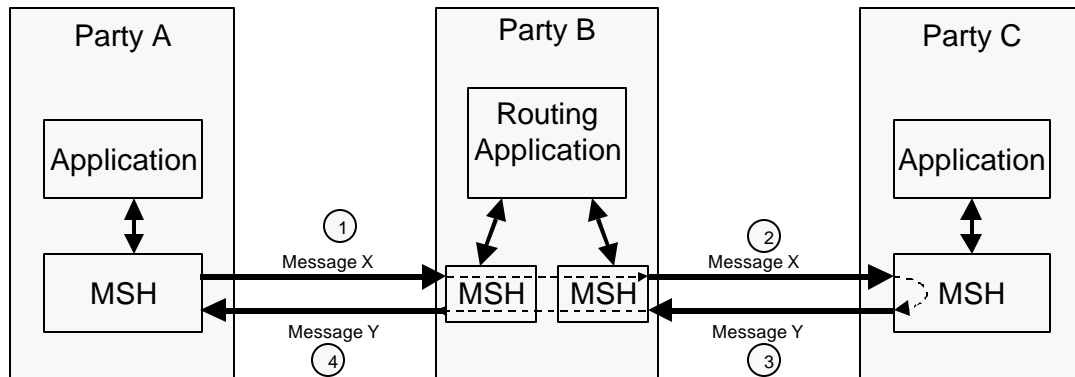 Party A
Party B
Party C
Routing
Application
Application
Application
1
2
Message X
Message X
MSH
MSH
MSH
MSH
Message Y
Message Y
4
3